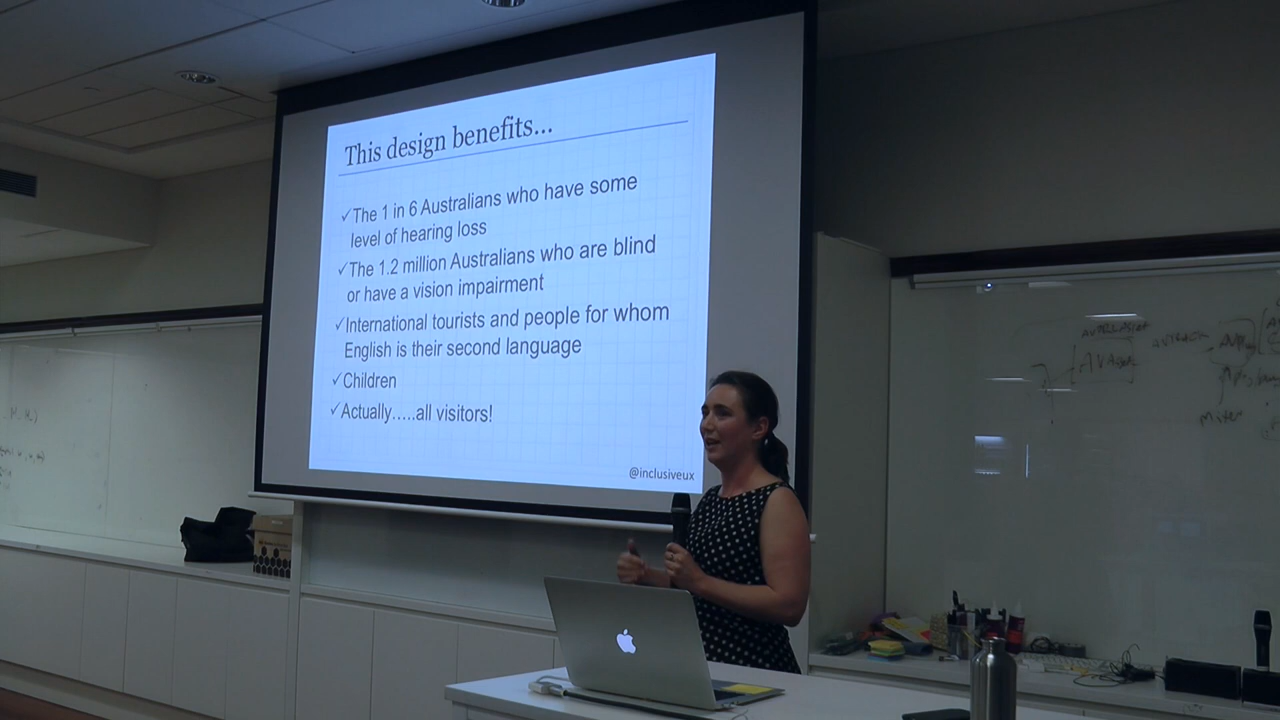 This design benefits...
✓The 1 in 6 Australians who have some
level of hearing loss
✓The 1.2 million Australians who are blind
or have a vision impairment
✓International tourists and people for whom
English is their second language
✓Children
✓Actually.....all visitors!
@inclusiveux